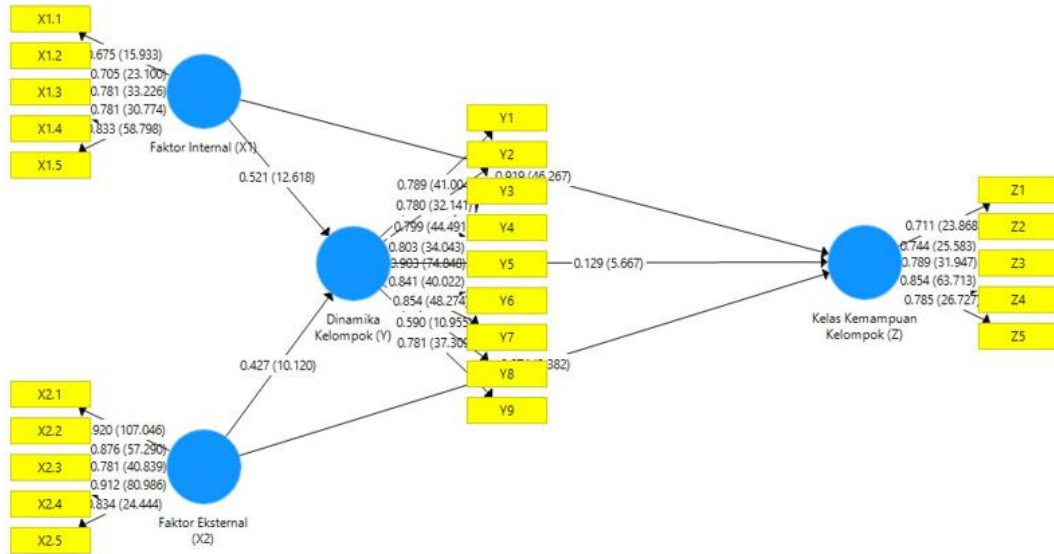 X1.1
X1.2
X1.3
X1.4
X1.5
.675 (15.933)
0.705 (23.100)
0.781 (33.226)
0.781 (30.774)
.833 (58.798)
Faktor Internal (X1)
0.521 (12.618)
Y1
Y2
Y3
Y4
Y5
Y6
Y7
Y8
Y9
0.789 (41.004
0.780 (32.141)
0.799 (44.491)
0.803 (34.043)
0.903 (74.848)
0.841 (40.022)
0.854 (48.274)
0.590 (10.955)
0.781 (37.309)
0.919 (46.267)
0.129 (5.667)
382)
Dinamika
Kelompok (Y)
0.427 (10.120)
Z1
Z2
Z3
Z4
Z5
0.711 (23.868
0.744 (25.583)
0.789 (31.947)
0.854 (63.713)
0.785 (26.727)
Kelas Kemampuan
Kelompok (Z)
X2.1
X2.2
X2.3
X2.4
X2.5
.920 (107.046)
0.876 (57.290)
0.781 (40.839)
0.912 (80.986)
.834 (24.444)
Faktor Eksternal
(X2)